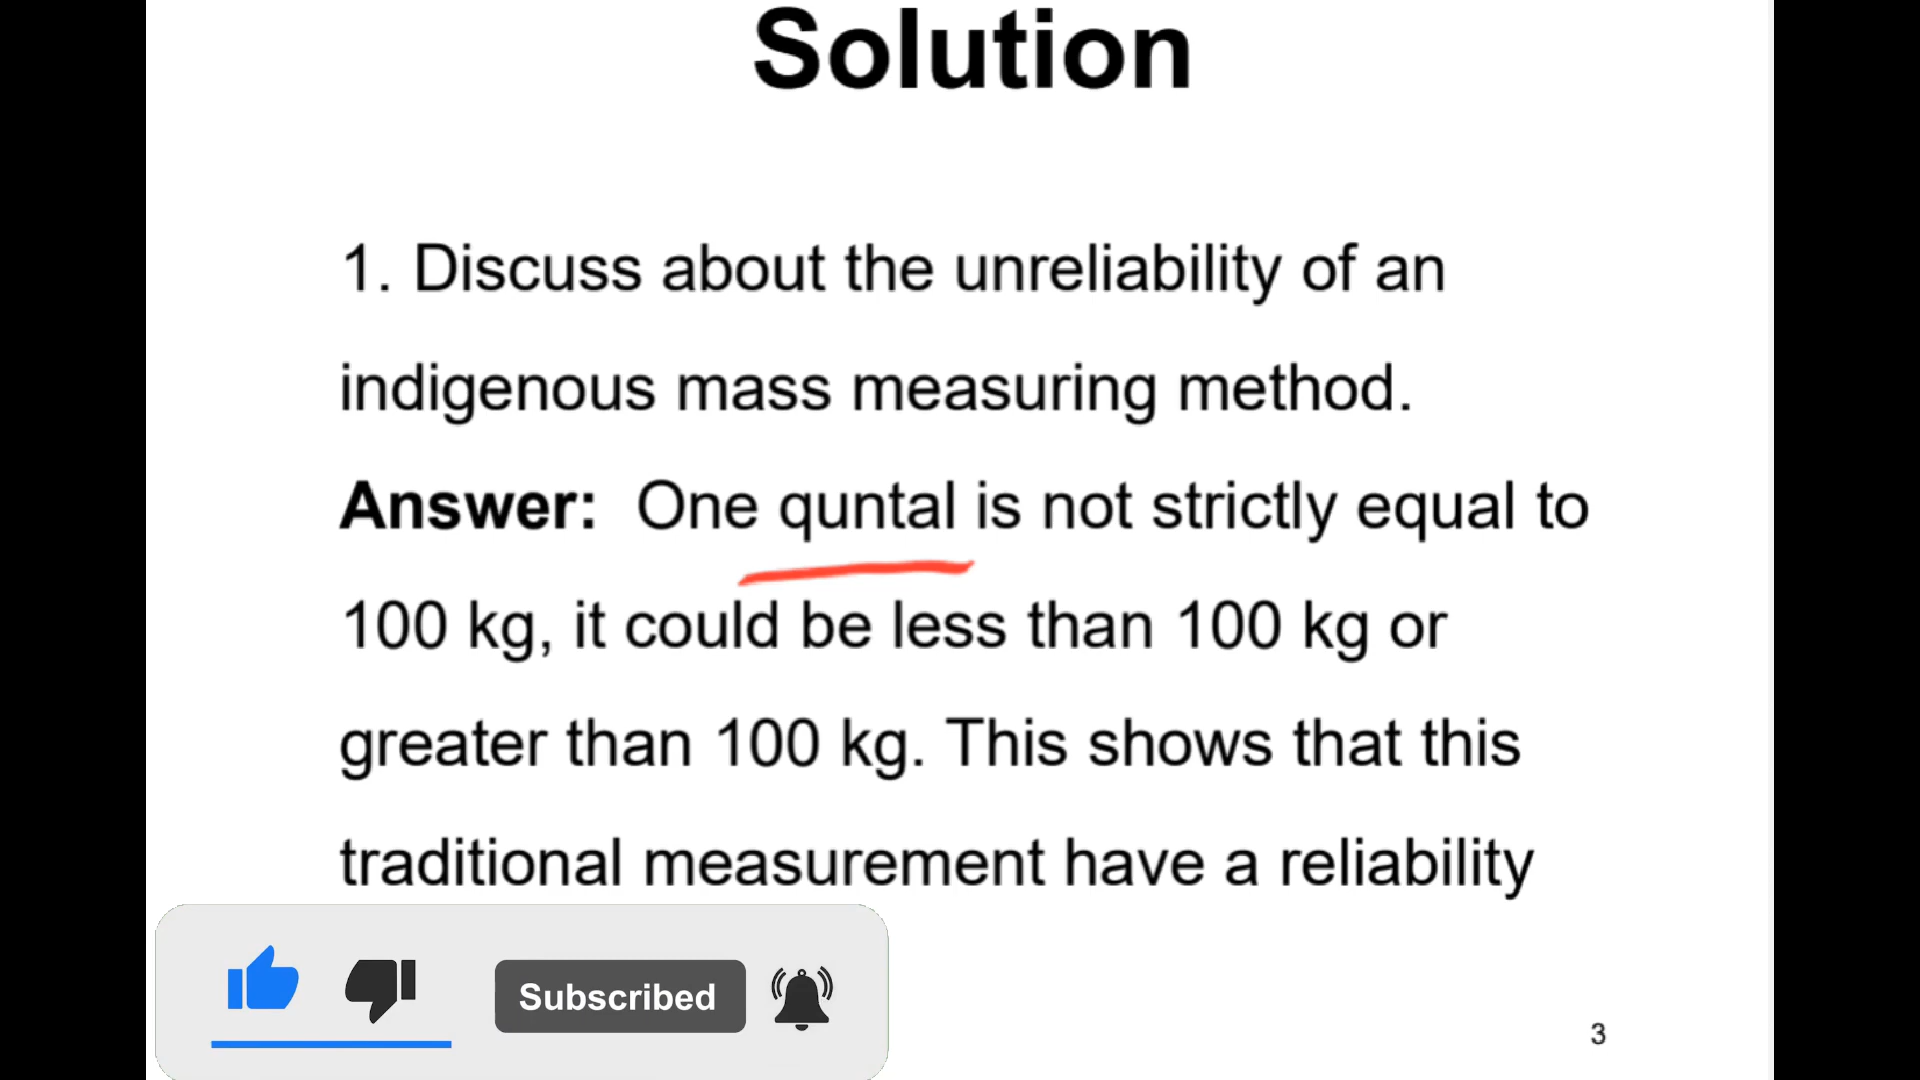 Solution
1. Discuss about the unreliability of an
indigenous mass measuring method.
Answer: One quntal is not strictly equal to
100 kg, it could be less than 100 kg or
greater than 100 kg. This shows that this
traditional measurement have a reliability
Subscribed
3